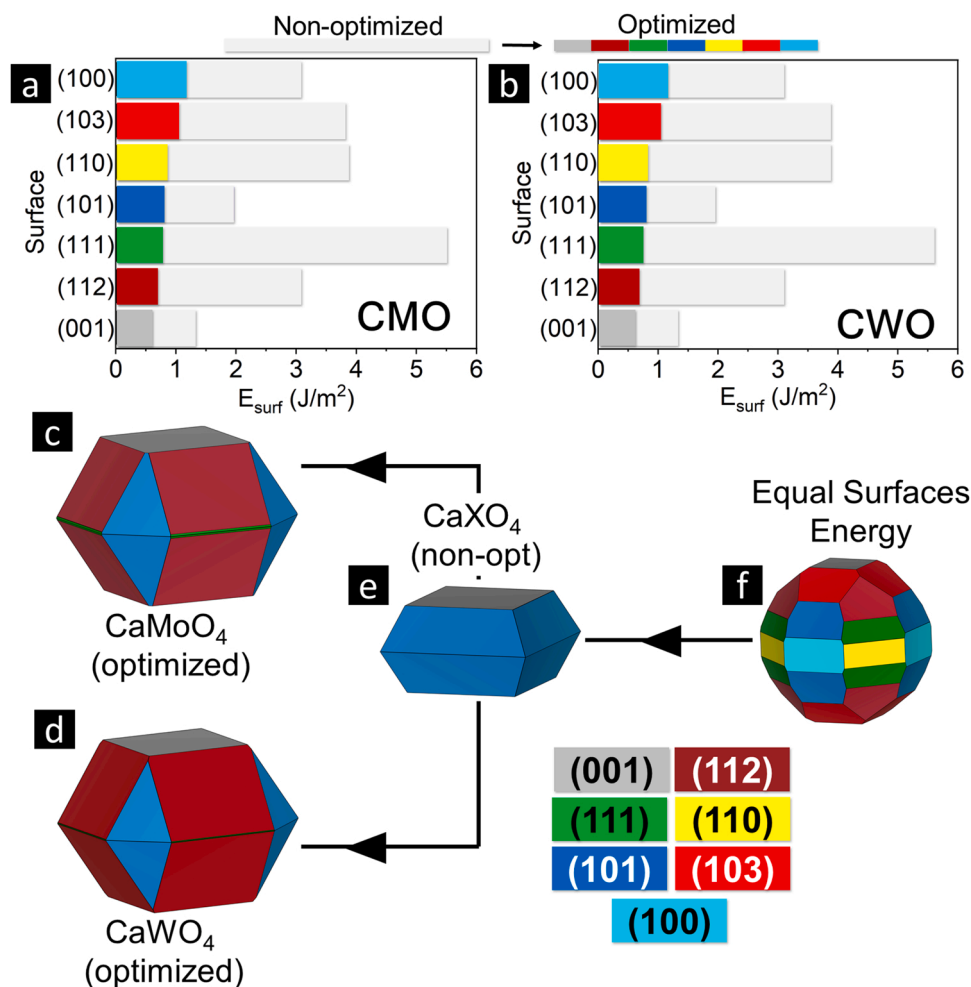 Non-optimized
Optimized
a
(100)
(103)
(110)
(101)
(111)
(112)
(001)
Surface
CMO
0 1 2 3 4 5 6
E_surf (J/m²)
b
(100)
(103)
(110)
(101)
(111)
(112)
(001)
Surface
CWO
0 1 2 3 4 5 6
E_surf (J/m²)
c
CaMoO₄
(optimized)
d
CaWO₄
(optimized)
CaXO₄
(non-opt)
e
Equal Surfaces
Energy
f
(001) (112)
(111) (110)
(101) (103)
(100)